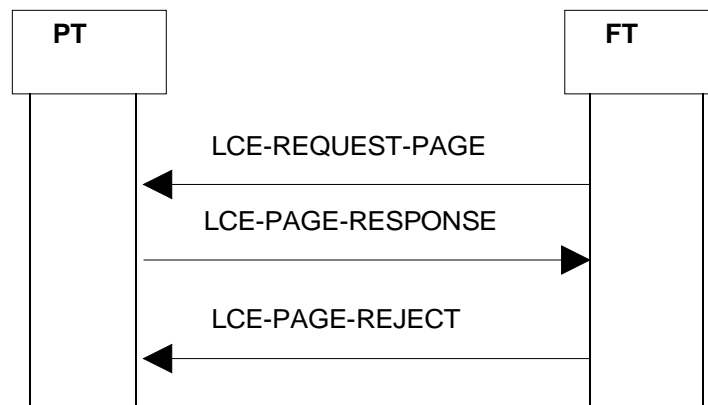 PT
FT
LCE-REQUEST-PAGE
LCE-PAGE-RESPONSE
LCE-PAGE-REJECT